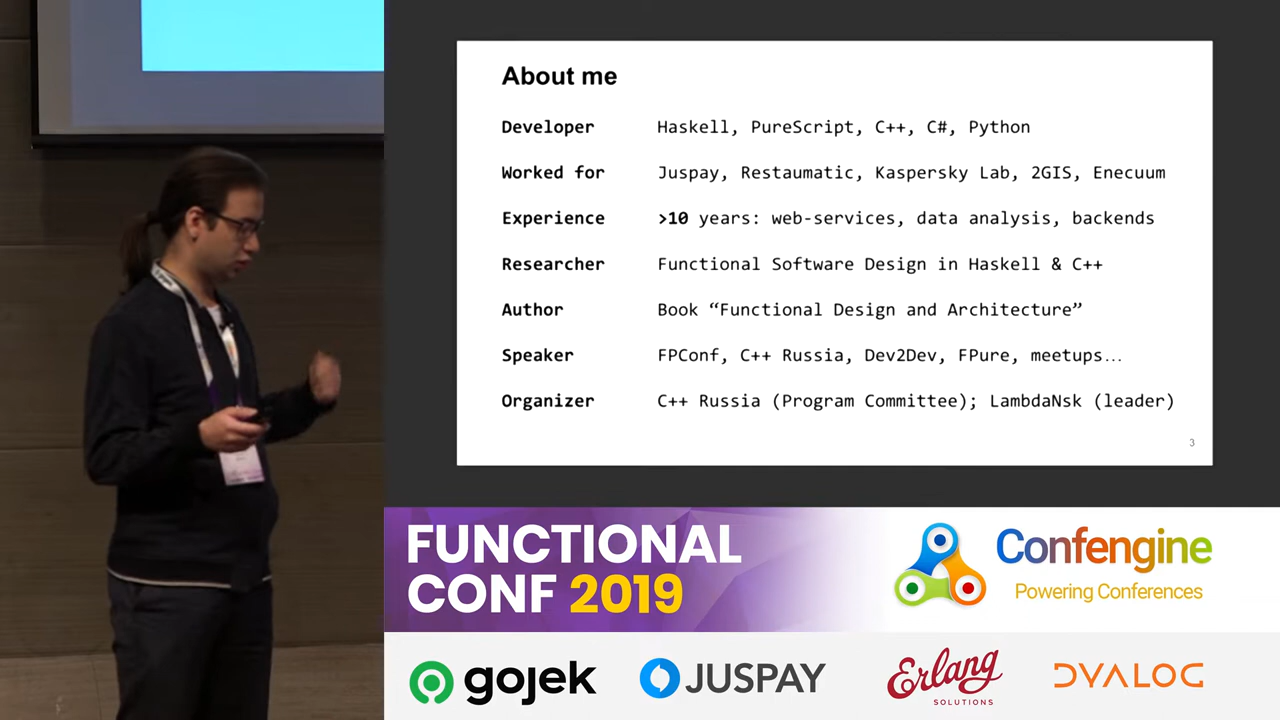 About me
Developer Haskell, PureScript, C++, C#, Python
Worked for Juspay, Restaumatic, Kaspersky Lab, 2GIS, Enecuum
Experience >10 years: web-services, data analysis, backends
Researcher Functional Software Design in Haskell & C++
Author Book “Functional Design and Architecture”
Speaker FPConf, C++ Russia, Dev2Dev, FPure, meetups…
Organizer C++ Russia (Program Committee); LambdaNsk (leader)
3
FUNCTIONAL
CONF 2019
Confengine
Powering Conferences
gojek
JUSPAY
Erlang
SOLUTIONS
DYALOG